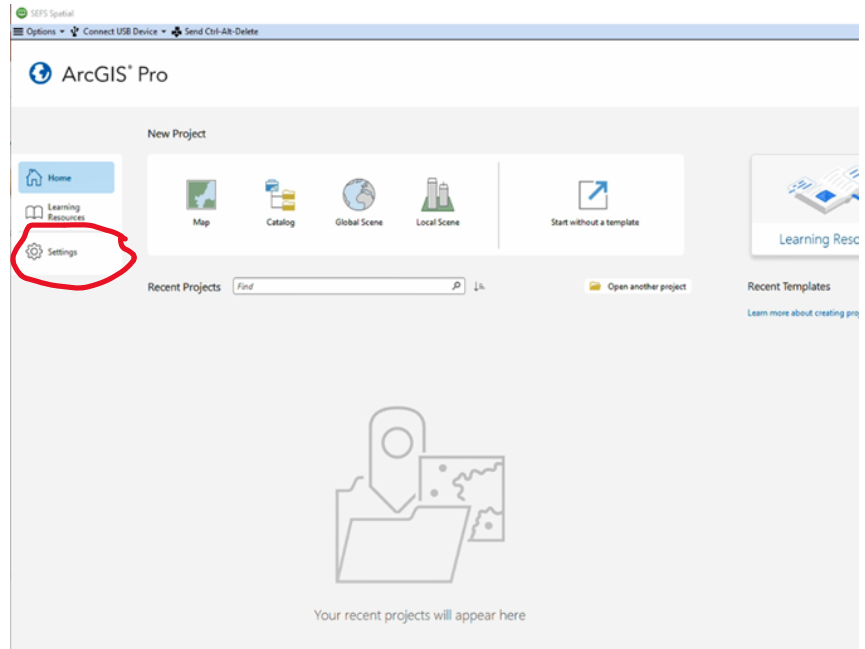 SEFS Spatial
Options Connect USB Device Send Ctrl-Alt-Delete
ArcGIS® Pro
New Project
Home
Learning
Resources
Settings
Map
Catalog
Global Scene
Local Scene
Start without a template
Learning Reso
Recent Projects
Find
Open another project
Recent Templates
Learn more about creating proj
Your recent projects will appear here